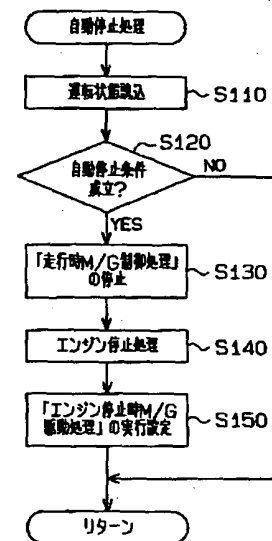 自動停止処理
運転状態読込
S110
S120
自動停止条件
成立?
NO
YES
「走行時M/G制御処理」
の停止
S130
エンジン停止処理
S140
「エンジン停止時M/G
駆動処理」の実行設定
S150
リターン